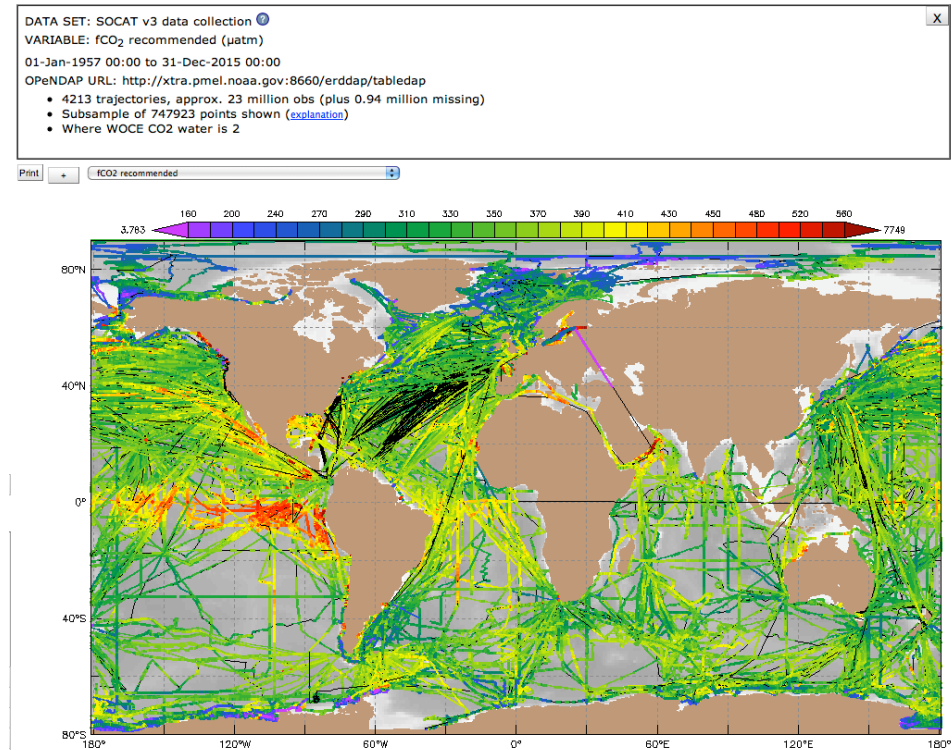 DATA SET: SOCAT v3 data collection ?
X
VARIABLE: fCO2 recommended (µatm)
01-Jan-1957 00:00 to 31-Dec-2015 00:00
OPeNDAP URL: http://xtra.pmel.noaa.gov:8660/erddap/tabledap
• 4213 trajectories, approx. 23 million obs (plus 0.94 million missing)
• Subsample of 747923 points shown (explanation)
• Where WOCE CO2 water is 2
Print + fCO2 recommended
160 200 240 270 290 310 330 350 370 390 410 430 450 480 520 560
3.763 7749
80°N
40°N
0°
40°S
80°S
180° 120°W 60°W 0° 60°E 120°E 180°